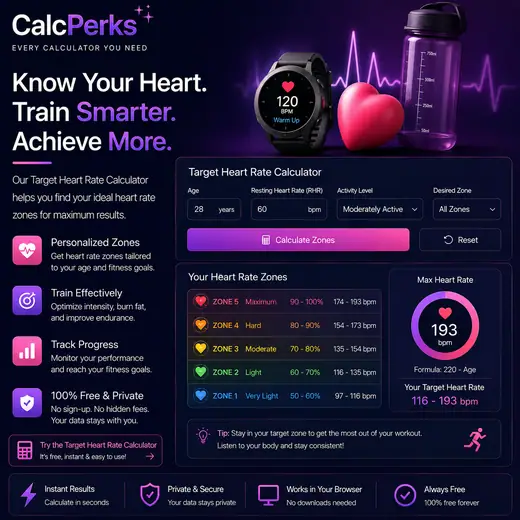 CalcPerks
EVERY CALCULATOR YOU NEED
Know Your Heart.
Train Smarter.
Achieve More.
Our Target Heart Rate Calculator
helps you find your ideal heart rate
zones for maximum results.
Personalized Zones
Get heart rate zones tailored
to your age and fitness goals.
Train Effectively
Optimize intensity, burn fat,
and improve endurance.
Track Progress
Monitor your performance
and reach your fitness goals.
100% Free & Private
No sign-up. No hidden fees.
Your data stays with you.
Try the Target Heart Rate Calculator
It's free, instant & easy to use! →
120
BPM
Warm Up
750ml
500ml
250ml
50ml
Target Heart Rate Calculator
Age Resting Heart Rate (RHR) Activity Level Desired Zone
28 years 60 bpm Moderately Active All Zones
Calculate Zones Reset
Your Heart Rate Zones
ZONE 5 Maximum 90 - 100% 174 - 193 bpm
ZONE 4 Hard 80 - 90% 154 - 173 bpm
ZONE 3 Moderate 70 - 80% 135 - 154 bpm
ZONE 2 Light 60 - 70% 116 - 135 bpm
ZONE 1 Very Light 50 - 60% 97 - 116 bpm
Max Heart Rate
193
bpm
Formula: 220 - Age
Your Target Heart Rate
116 - 193 bpm
Tip: Stay in your target zone to get the most out of your workout.
Listen to your body and stay consistent!
Instant Results
Calculate in seconds
Private & Secure
Your data stays private
Works in Your Browser
No downloads needed
Always Free
100% free forever